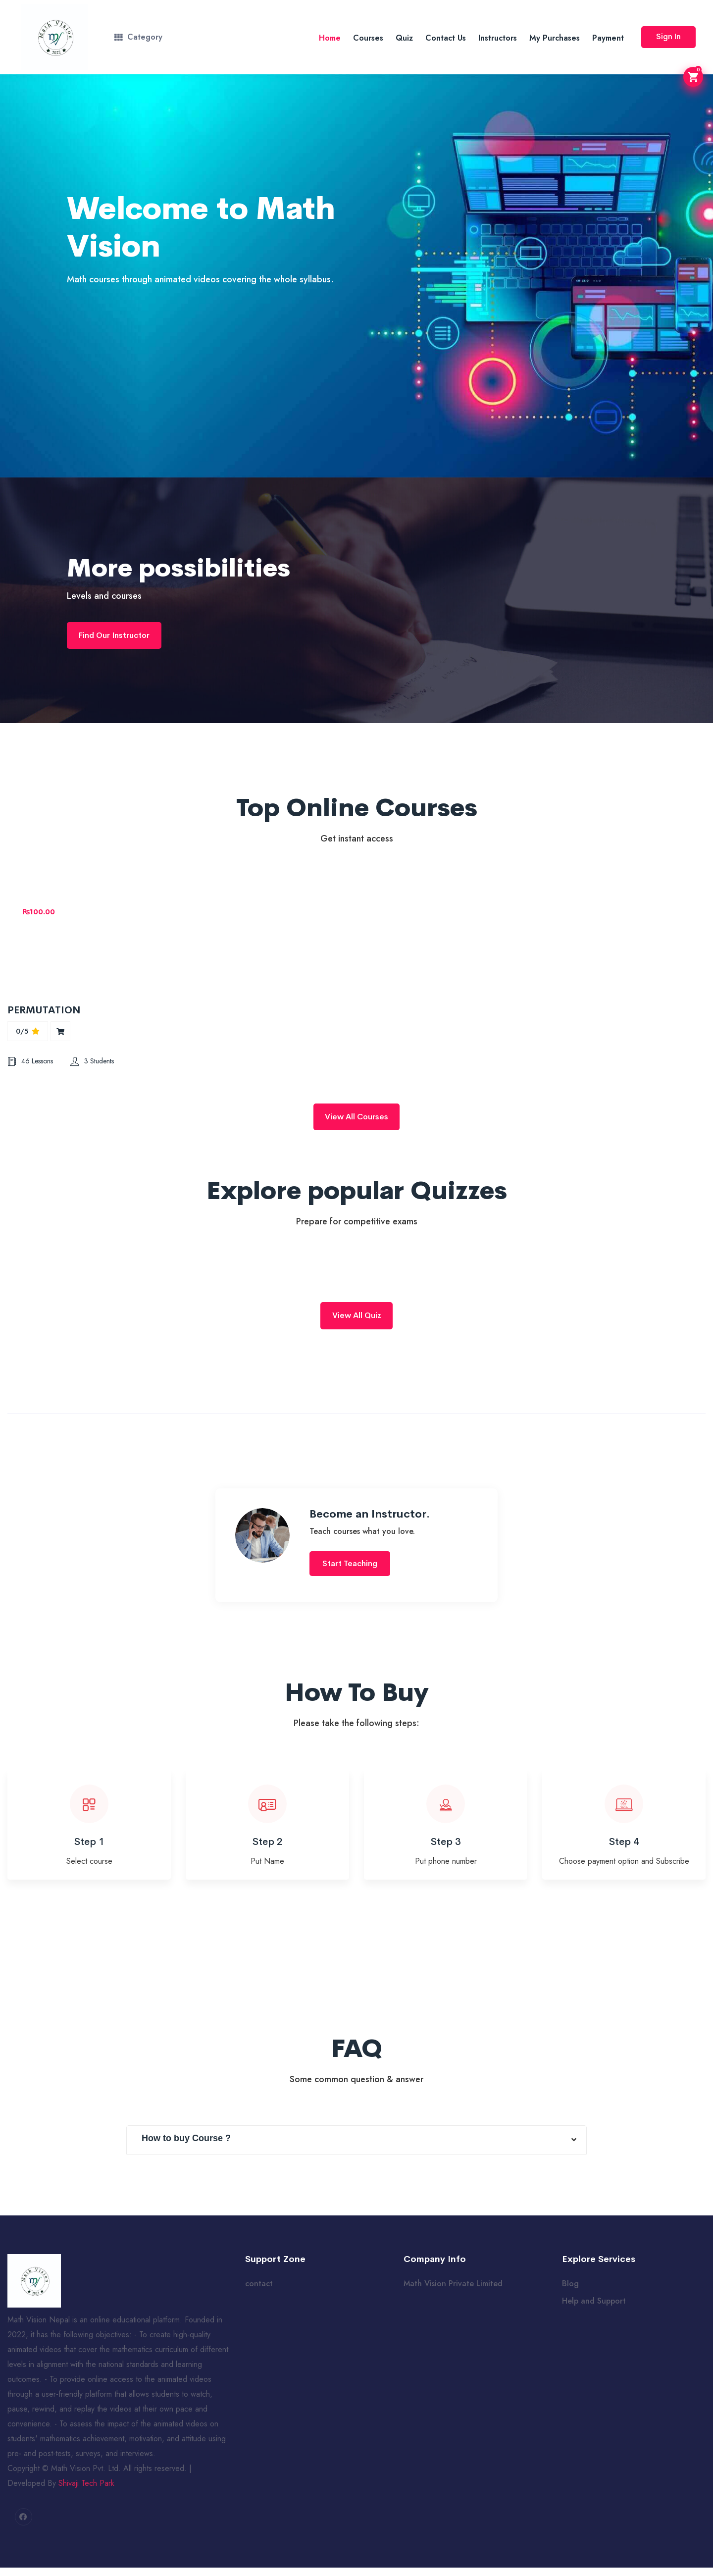 Math Vision
2022
Category
Home
Courses
Quiz
Contact Us
Instructors
My Purchases
Payment
Sign In
0
Welcome to Math
Vision
Math courses through animated videos covering the whole syllabus.
More possibilities
Levels and courses
Find Our Instructor
Top Online Courses
Get instant access
₨100.00
PERMUTATION
0/5
46 Lessons
3 Students
View All Courses
Explore popular Quizzes
Prepare for competitive exams
View All Quiz
Become an Instructor.
Teach courses what you love.
Start Teaching
How To Buy
Please take the following steps:
Step 1
Select course
Step 2
Put Name
Step 3
Put phone number
Step 4
Choose payment option and Subscribe
FAQ
Some common question & answer
How to buy Course ?
Math Vision
Math Vision Nepal is an online educational platform. Founded in
2022, it has the following objectives: - To create high-quality
animated videos that cover the mathematics curriculum of different
levels in alignment with the national standards and learning
outcomes. - To provide online access to the animated videos
through a user-friendly platform that allows students to watch,
pause, rewind, and replay the videos at their own pace and
convenience. - To assess the impact of the animated videos on
students' mathematics achievement, motivation, and attitude using
pre- and post-tests, surveys, and interviews.
Copyright © Math Vision Pvt. Ltd. All rights reserved. |
Developed By Shivaji Tech Park
Support Zone
contact
Company Info
Math Vision Private Limited
Explore Services
Blog
Help and Support